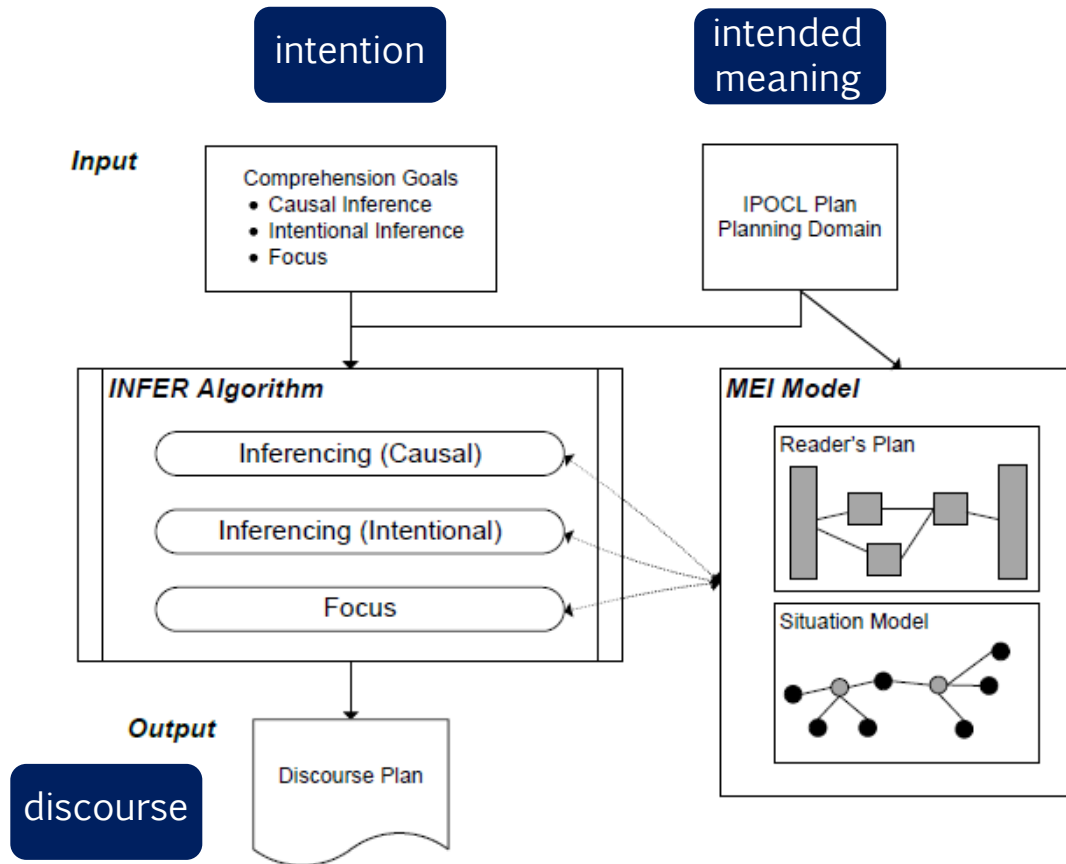 intention
intended
meaning
Input
Comprehension Goals
• Causal Inference
• Intentional Inference
• Focus
IPOCL Plan
Planning Domain
INFER Algorithm
Inferencing (Causal)
Inferencing (Intentional)
Focus
MEI Model
Reader's Plan
Situation Model
Output
Discourse Plan
discourse